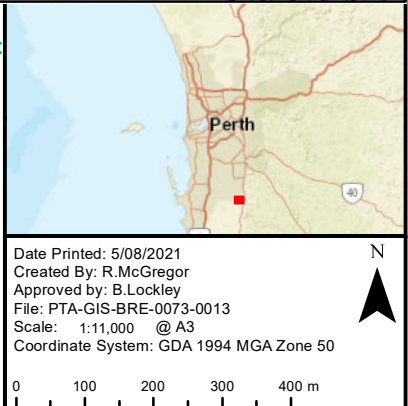 Perth
40
Date Printed: 5/08/2021
Created By: R.McGregor
Approved by: B.Lockley
File: PTA-GIS-BRE-0073-0013
Scale: 1:11,000 @ A3
Coordinate System: GDA 1994 MGA Zone 50
N
0 100 200 300 400 m